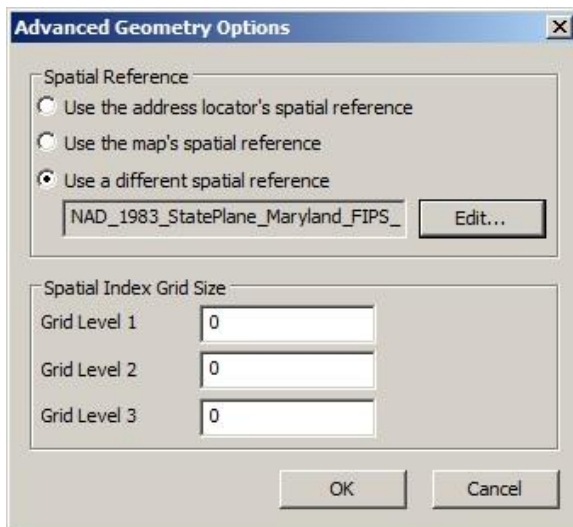 Advanced Geometry Options
Spatial Reference
Use the address locator's spatial reference
Use the map's spatial reference
Use a different spatial reference
NAD_1983_StatePlane_Maryland_FIPS_
Edit...
Spatial Index Grid Size
Grid Level 1 0
Grid Level 2 0
Grid Level 3 0
OK Cancel